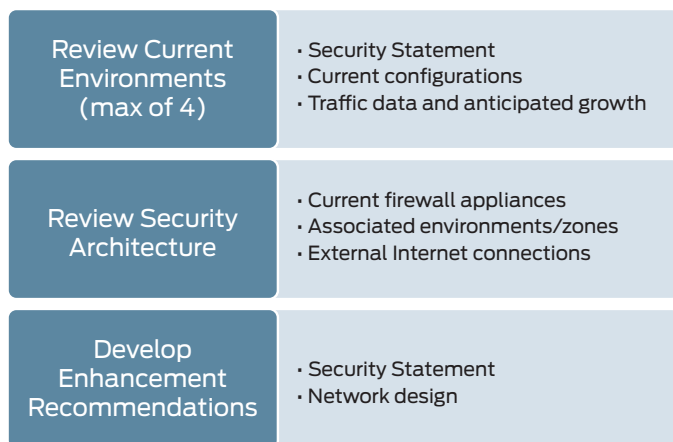 Review Current
Environments
(max of 4)
· Security Statement
· Current configurations
· Traffic data and anticipated growth
Review Security
Architecture
· Current firewall appliances
· Associated environments/zones
· External Internet connections
Develop
Enhancement
Recommendations
· Security Statement
· Network design